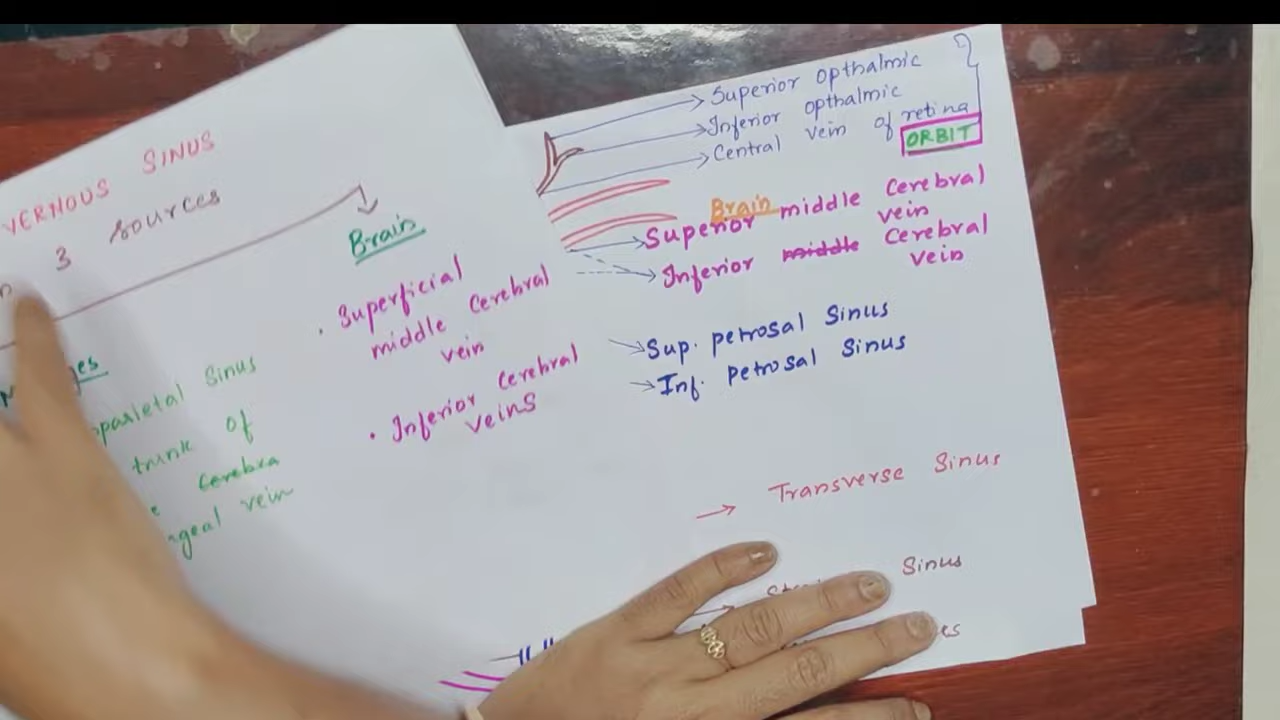 VERNOUS SINUS
3 sources
Brain
• Superficial
middle cerebral
vein
• Inferior cerebral
veins
parietal Sinus
trunk of
cerebra
geal vein
Superior opthalmic
Inferior opthalmic
Central vein of retina
ORBIT
Brain
Superior middle cerebral
vein
Inferior middle cerebral
vein
Sup. petrosal Sinus
Inf. petrosal Sinus
Transverse Sinus
Sinus